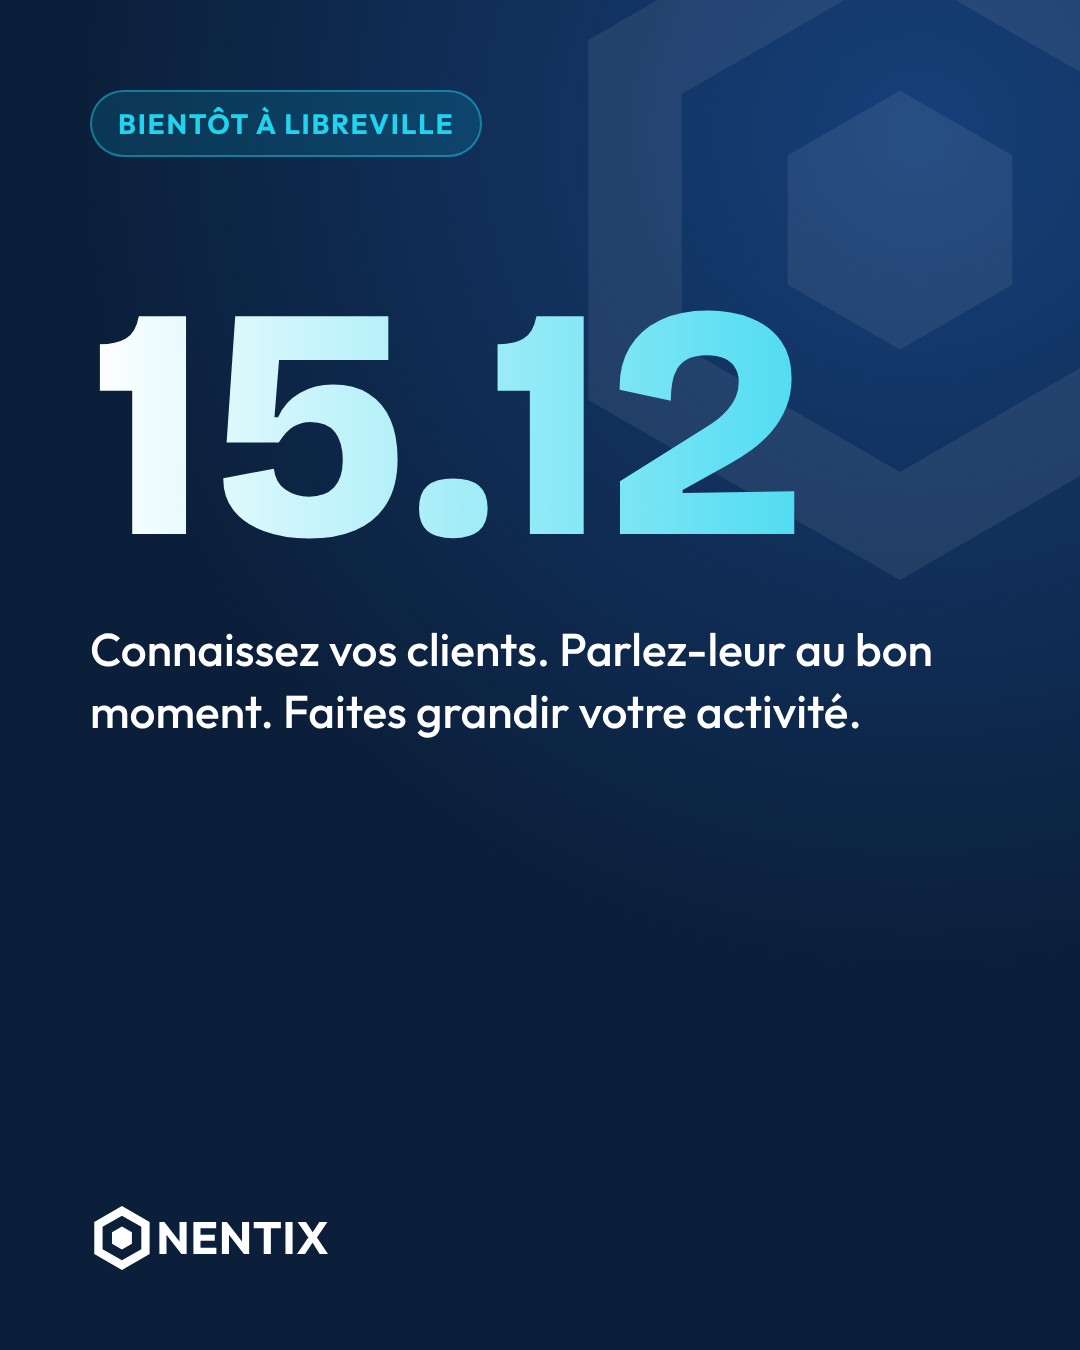 BIENTÔT À LIBREVILLE
15.12
Connaissez vos clients. Parlez-leur au bon
moment. Faites grandir votre activité.
NENTIX